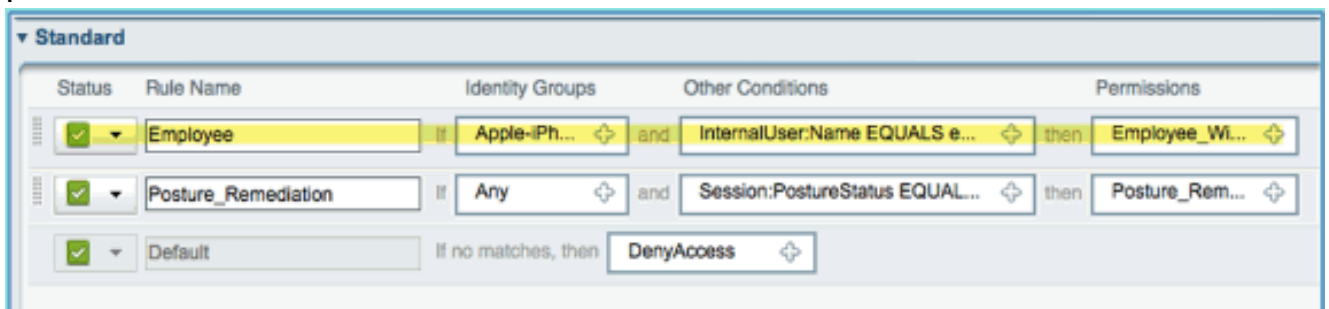 Standard
Status Rule Name Identity Groups Other Conditions Permissions
Employee If Apple-iPh... and InternalUser:Name EQUALS e... then Employee_Wi...
Posture_Remediation If Any and Session:PostureStatus EQUAL... then Posture_Rem...
Default If no matches, then DenyAccess